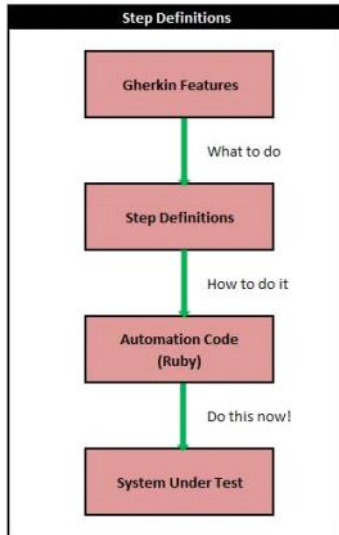 Step Definitions
Gherkin Features
What to do
Step Definitions
How to do it
Automation Code
(Ruby)
Do this now!
System Under Test